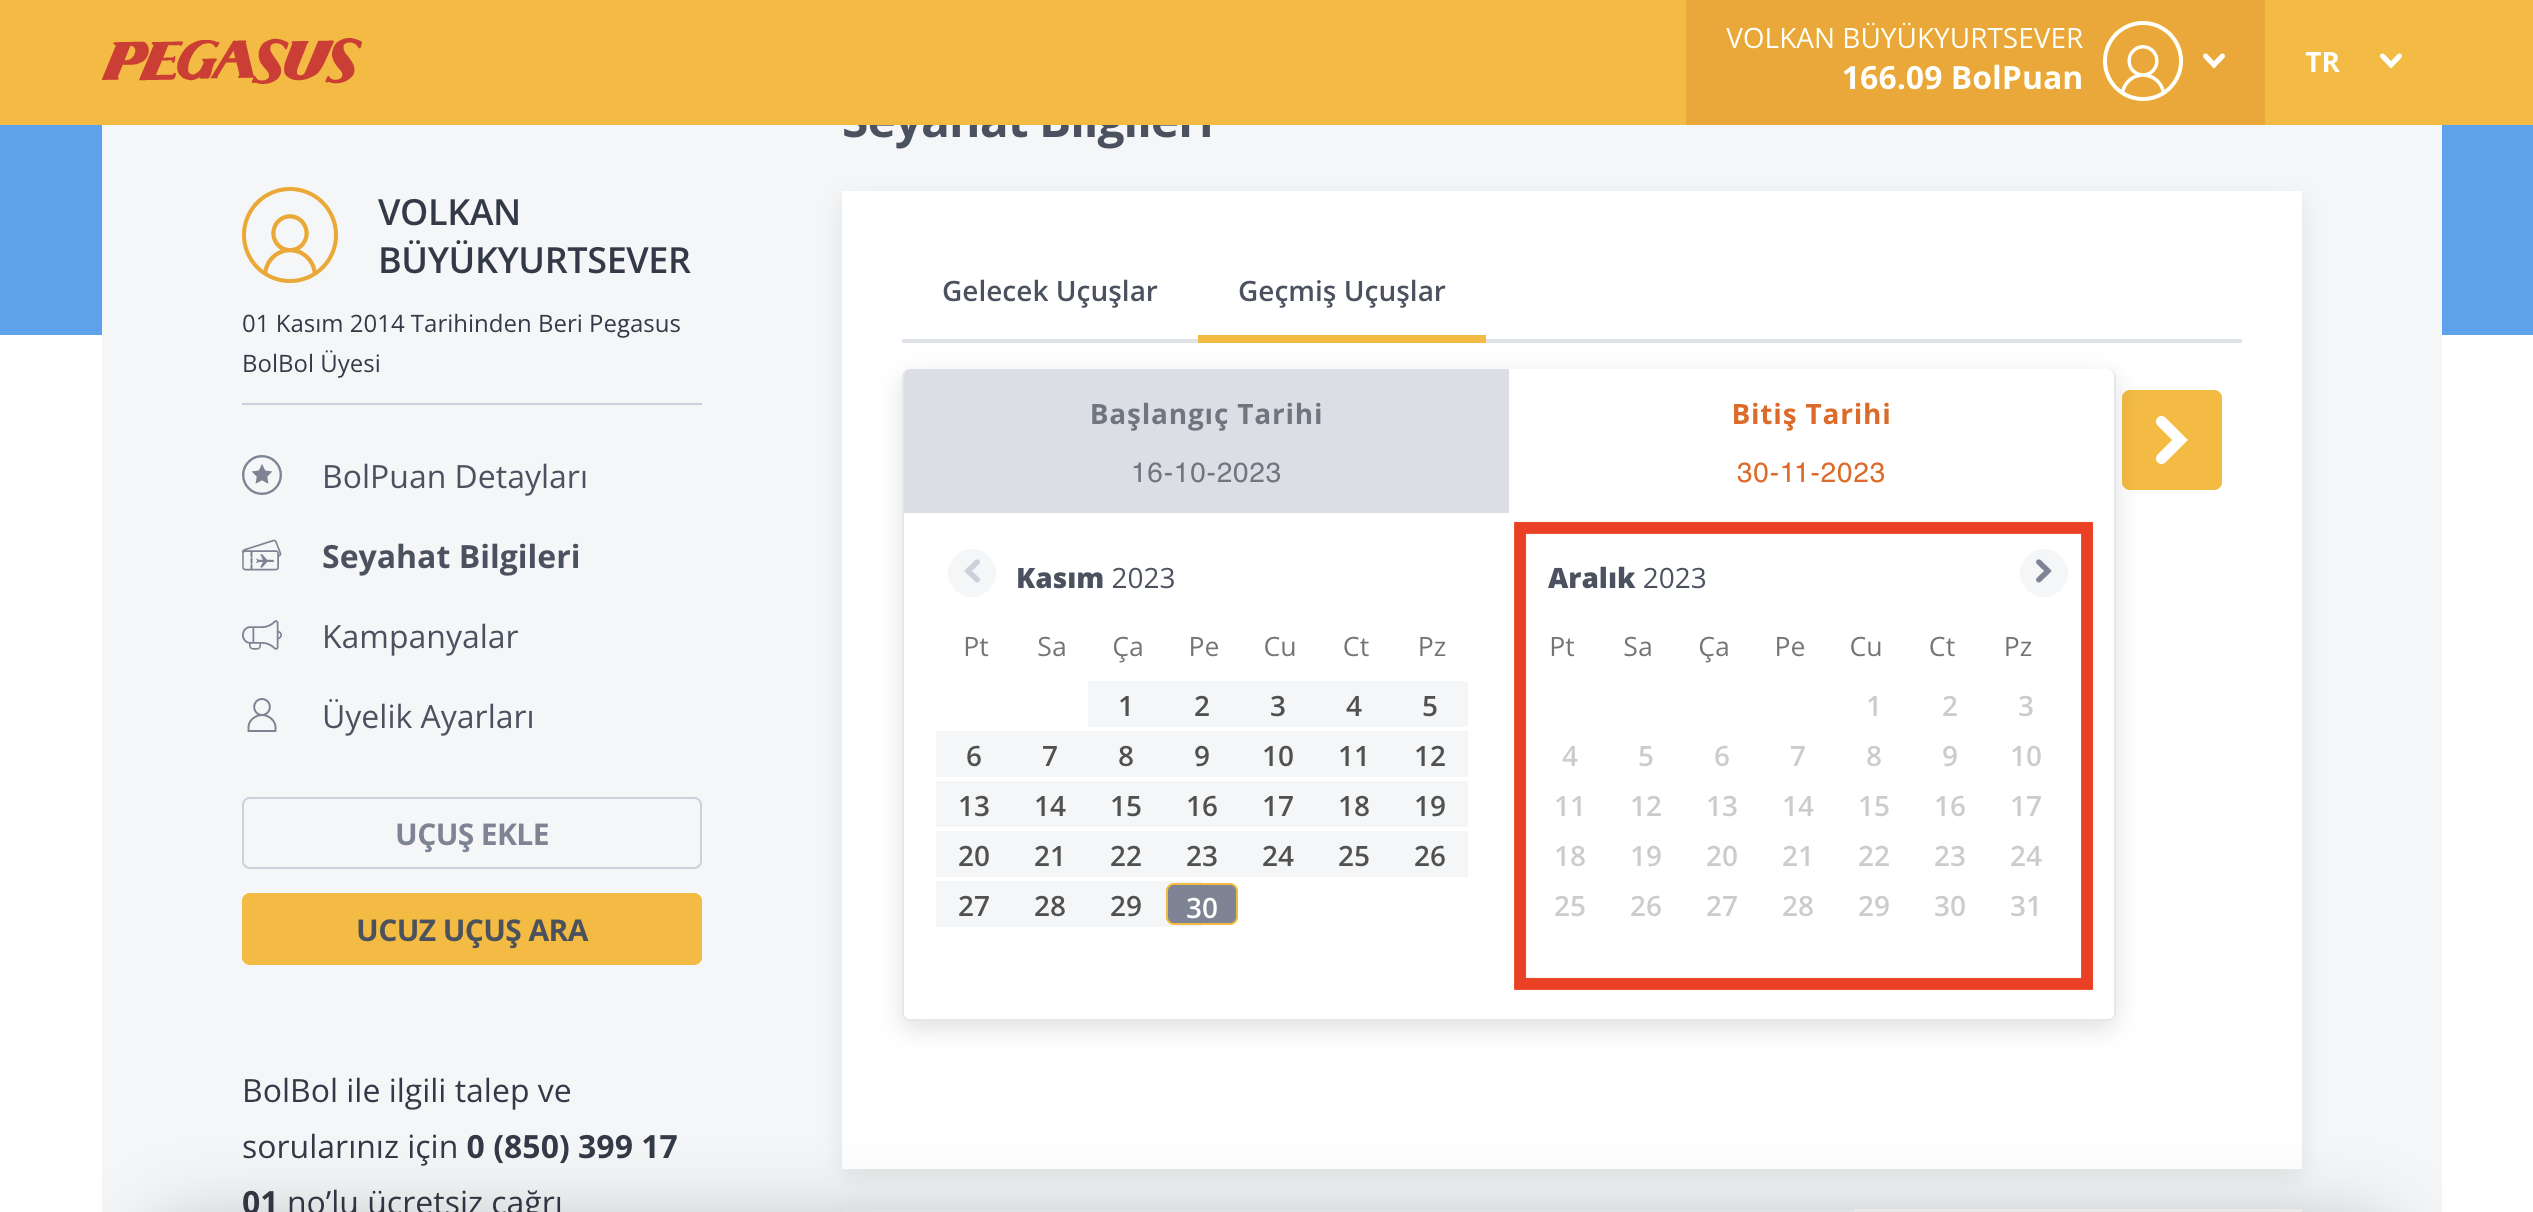 PEGASUS
VOLKAN BÜYÜKYURTSEVER
166.09 BolPuan
TR
Seyahat Bilgileri
VOLKAN
BÜYÜKYURTSEVER
01 Kasım 2014 Tarihinden Beri Pegasus
BolBol Üyesi
BolPuan Detayları
Seyahat Bilgileri
Kampanyalar
Üyelik Ayarları
UÇUŞ EKLE
UCUZ UÇUŞ ARA
BolBol ile ilgili talep ve
sorularınız için 0 (850) 399 17
01 no'lu ücretsiz çağrı
Gelecek Uçuşlar
Geçmiş Uçuşlar
Başlangıç Tarihi
16-10-2023
Bitiş Tarihi
30-11-2023
Kasım 2023
Pt Sa Ça Pe Cu Ct Pz
1 2 3 4 5
6 7 8 9 10 11 12
13 14 15 16 17 18 19
20 21 22 23 24 25 26
27 28 29 30
Aralık 2023
Pt Sa Ça Pe Cu Ct Pz
1 2 3
4 5 6 7 8 9 10
11 12 13 14 15 16 17
18 19 20 21 22 23 24
25 26 27 28 29 30 31